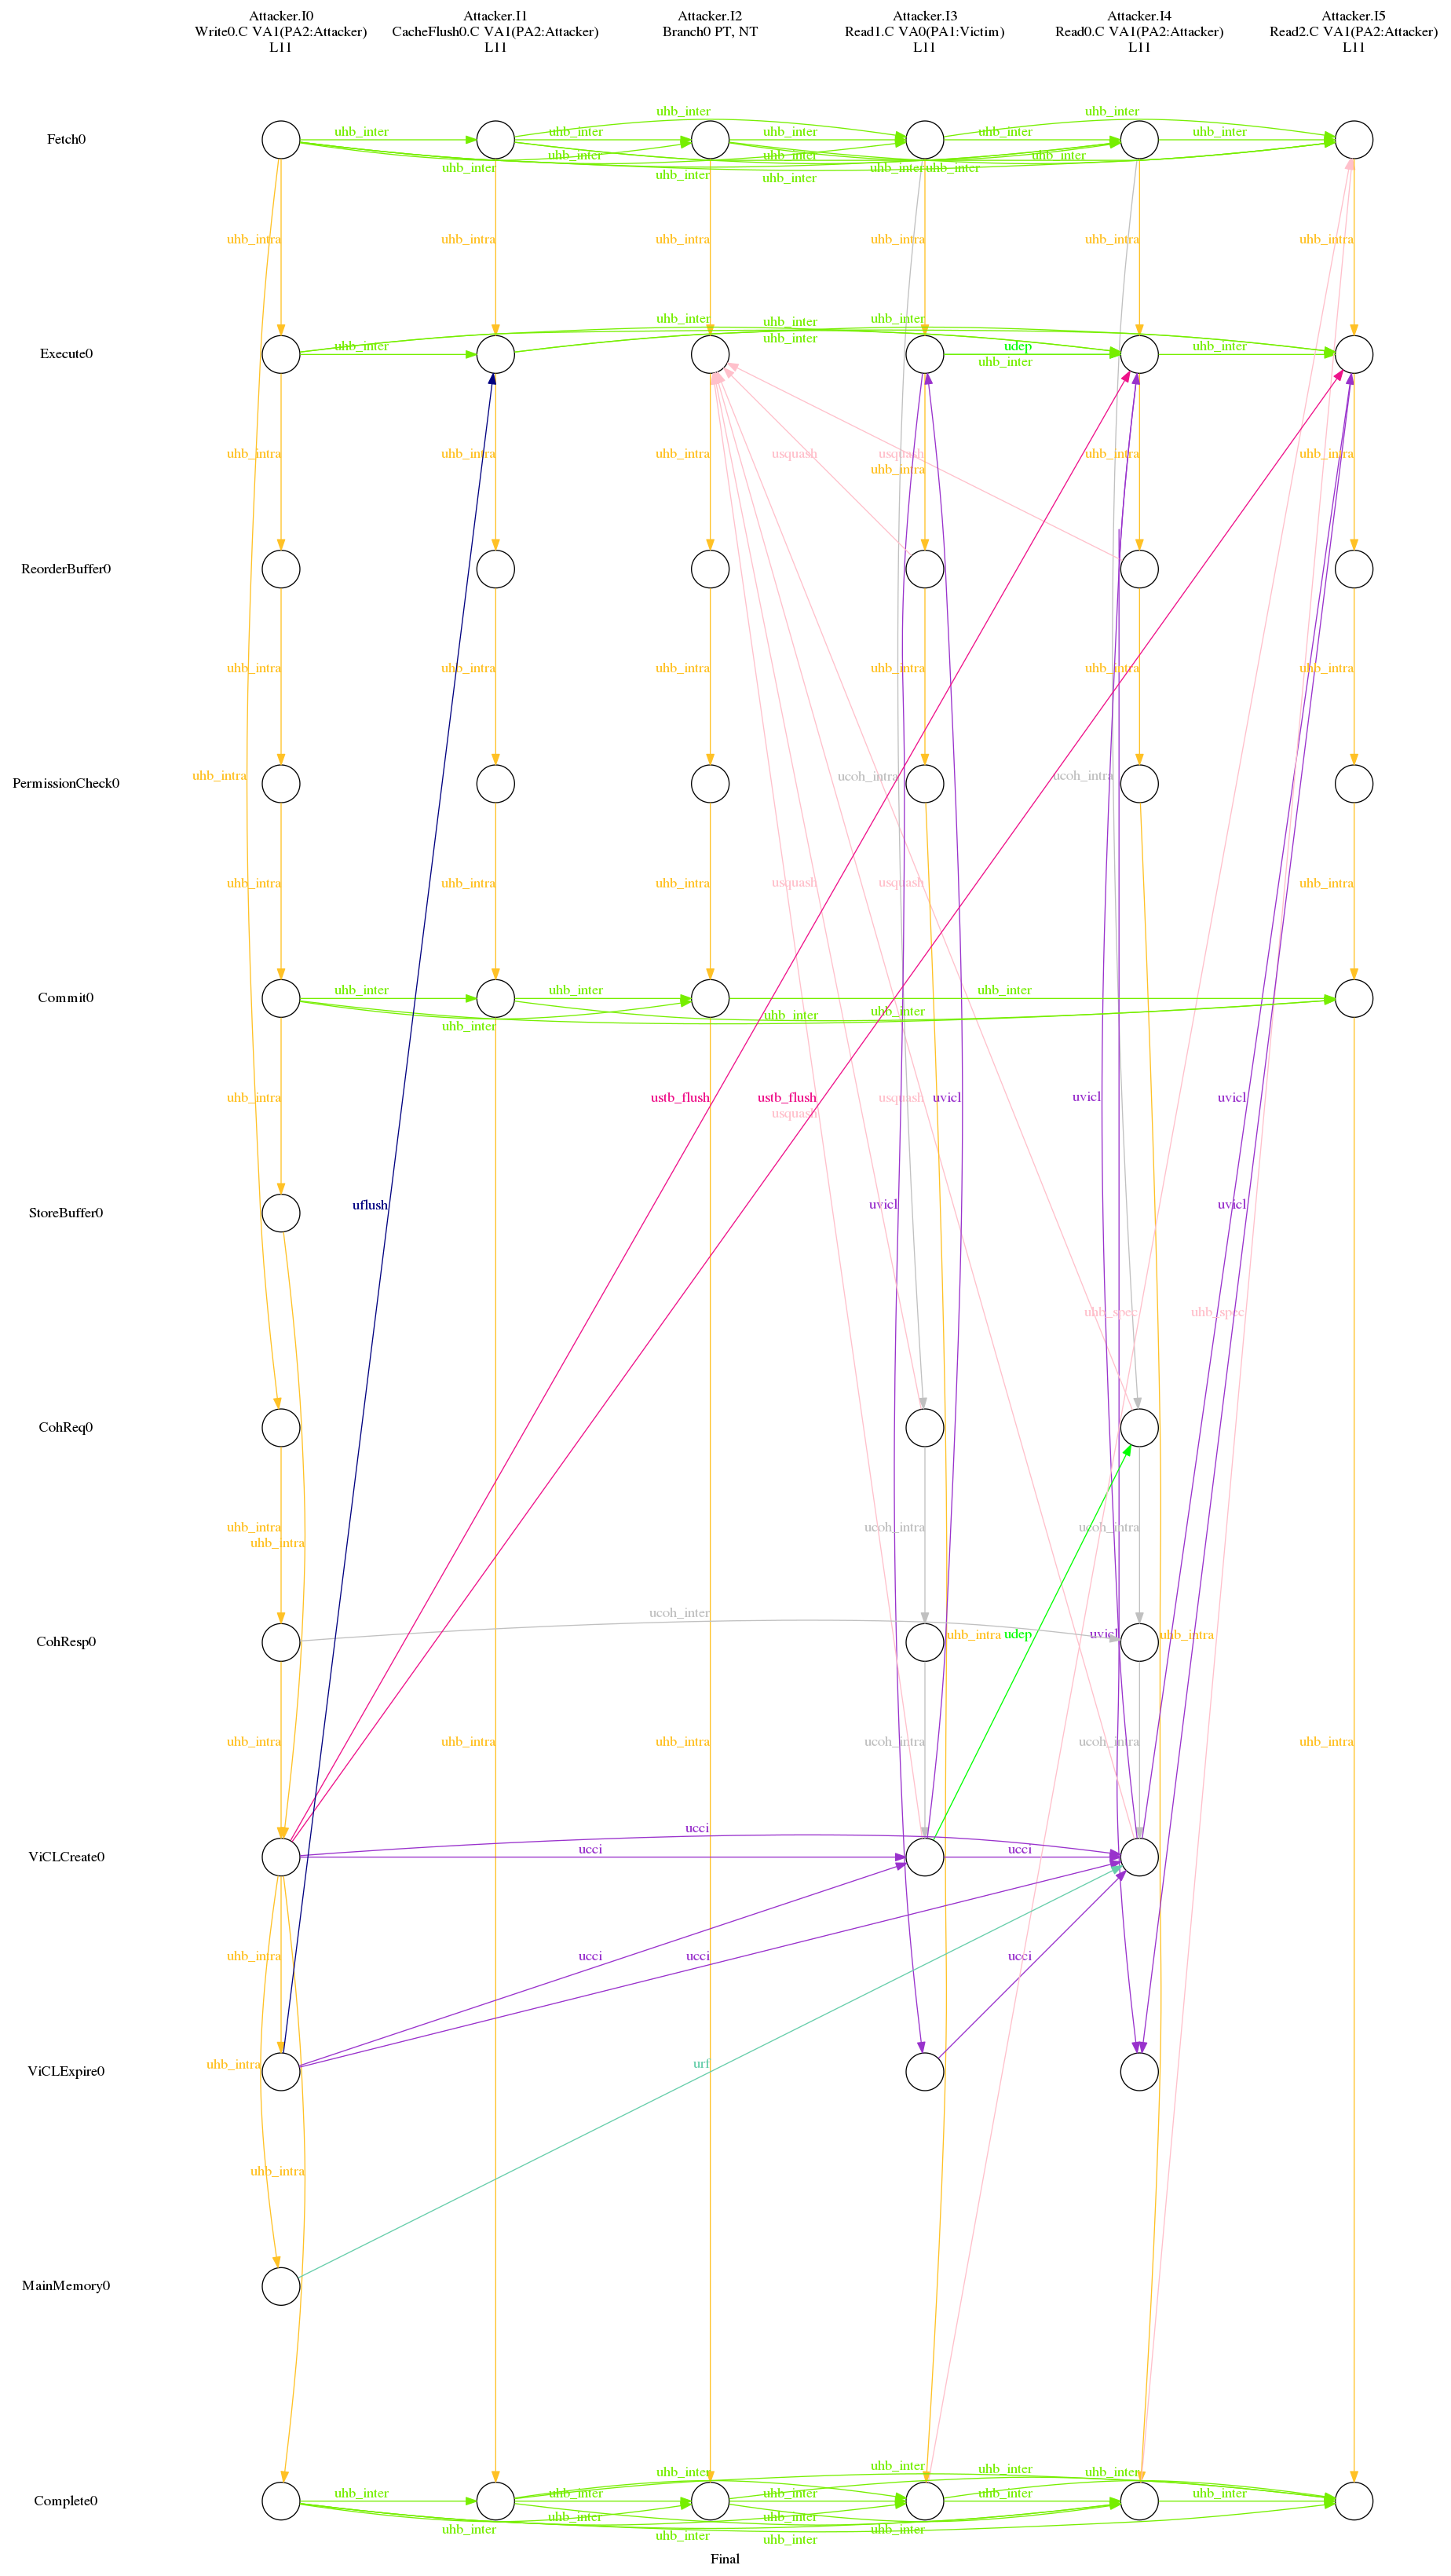 Attacker.I0
Write0.C VA1(PA2:Attacker)
L11
Attacker.I1
CacheFlush0.C VA1(PA2:Attacker)
L11
Attacker.I2
Branch0 PT, NT
Attacker.I3
Read1.C VA0(PA1:Victim)
L11
Attacker.I4
Read0.C VA1(PA2:Attacker)
L11
Attacker.I5
Read2.C VA1(PA2:Attacker)
L11
uhb_inter uhb_inter
Fetch0
uhb_inter uhb_inter uhb_inter uhb_inter uhb_inter
uhb_inter uhb_inter uhb_inter
uhb_inter uhb_inter uhb_inter uhb_inter uhb_inter
uhb_intra uhb_intra uhb_intra uhb_intra uhb_intra uhb_intra
uhb_inter uhb_inter uhb_inter
Execute0
uhb_inter uhb_inter udep uhb_inter
uhb_inter
uhb_intra uhb_intra uhb_intra usquash usquash uhb_intra uhb_intra
uhb_intra
ReorderBuffer0
uhb_intra uhb_intra uhb_intra uhb_intra uhb_intra uhb_intra
uhb_intra ucoh_intra ucoh_intra
PermissionCheck0
uhb_intra uhb_intra uhb_intra usquash usquash uhb_intra
Commit0
uhb_inter uhb_inter uhb_inter
uhb_inter uhb_inter uhb_inter
uhb_intra ustb_flush ustb_flush usquash uvicl uvicl uvicl
usquash
StoreBuffer0
uflush uvicl uvicl
uhb_spec uhb_spec
CohReq0
uhb_intra ucoh_intra ucoh_intra
uhb_intra
ucoh_inter
CohResp0
uhb_intra udep uvicl uhb_intra
uhb_intra uhb_intra uhb_intra ucoh_intra ucoh_intra uhb_intra
ucci
ucci ucci
ViCLCreate0
uhb_intra ucci ucci ucci
ViCLExpire0
uhb_intra urf
uhb_intra
MainMemory0
uhb_inter uhb_inter uhb_inter uhb_inter
Complete0
uhb_inter uhb_inter uhb_inter uhb_inter uhb_inter
uhb_inter uhb_inter
uhb_inter uhb_inter uhb_inter uhb_inter
Final